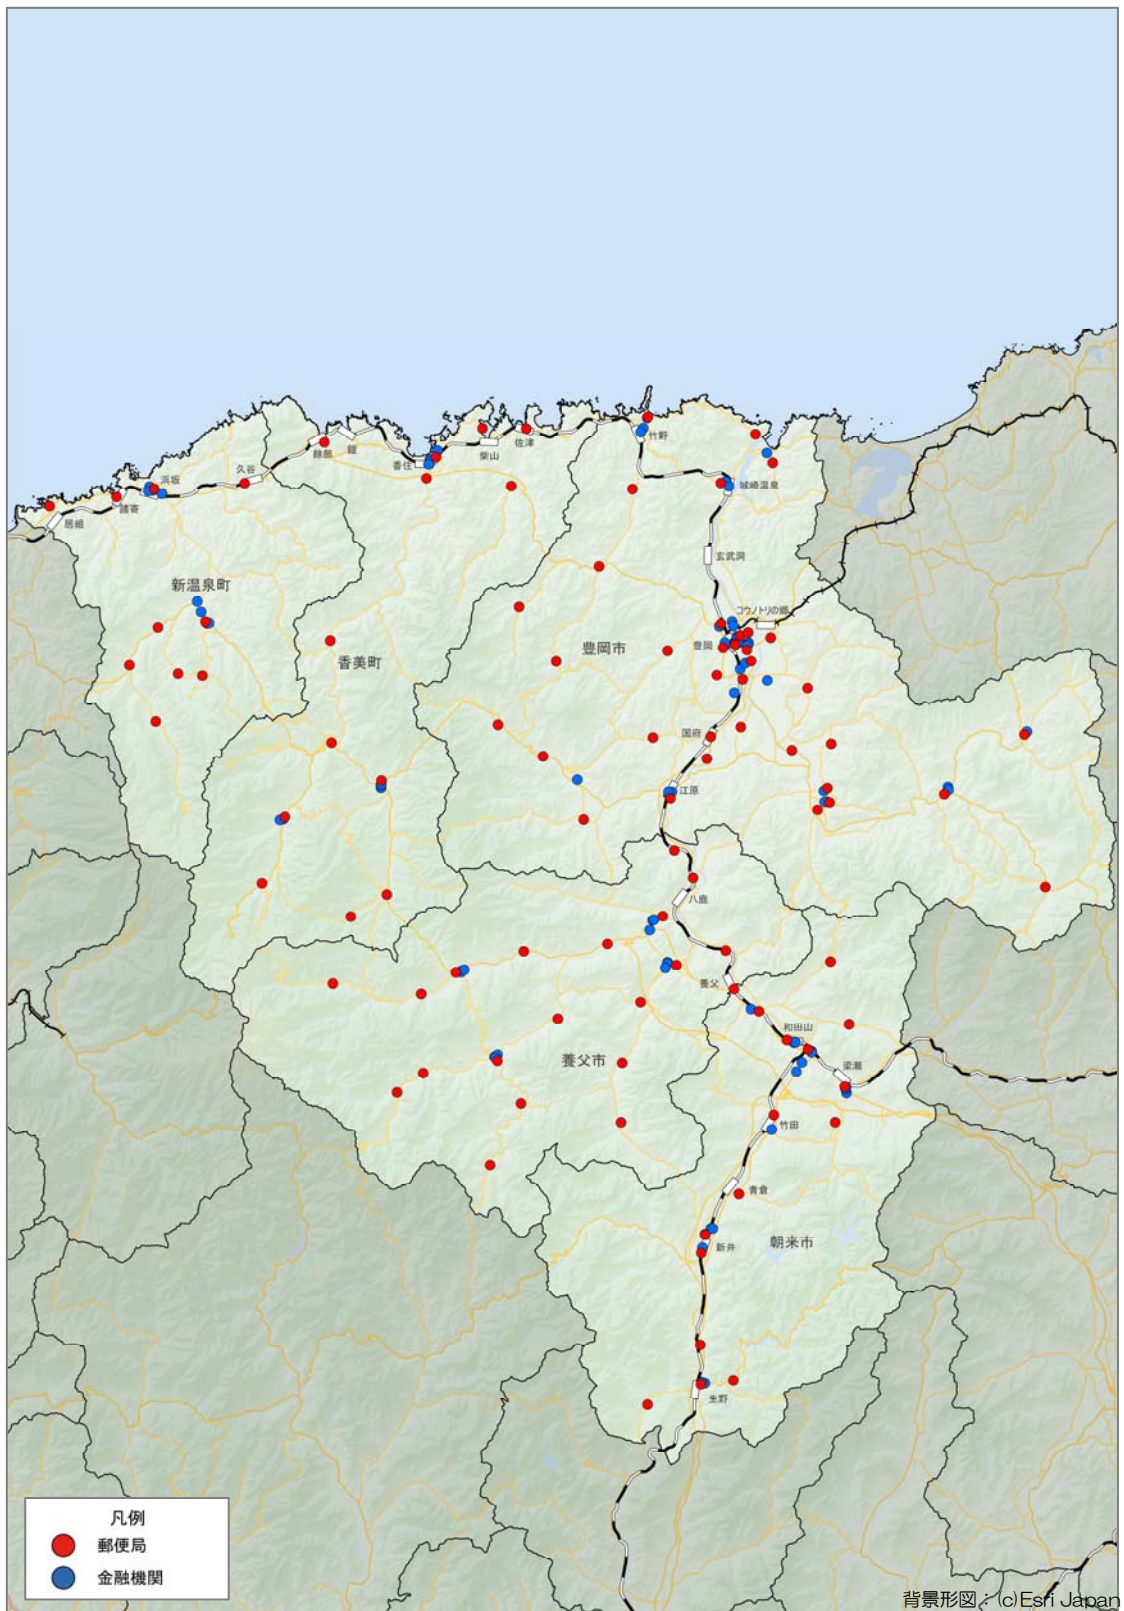 竹野
佐津
柴山
鎧
餘部
香住
久谷
浜坂
城崎温泉
諸寄
居組
玄武洞
新温泉町
コウノトリの郷
豊岡
豊岡市
香美町
国府
江原
八鹿
養父
和田山
養父市
梁瀬
竹田
青倉
朝来市
新井
生野
凡例
郵便局
金融機関
背景形図：(c)Esri Japan